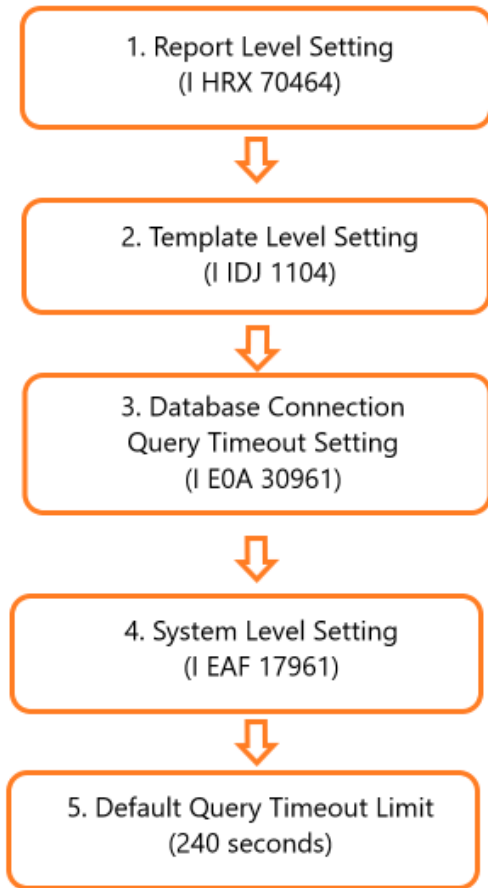 1. Report Level Setting
(I HRX 70464)
2. Template Level Setting
(I IDJ 1104)
3. Database Connection
Query Timeout Setting
(I E0A 30961)
4. System Level Setting
(I EAF 17961)
5. Default Query Timeout Limit
(240 seconds)